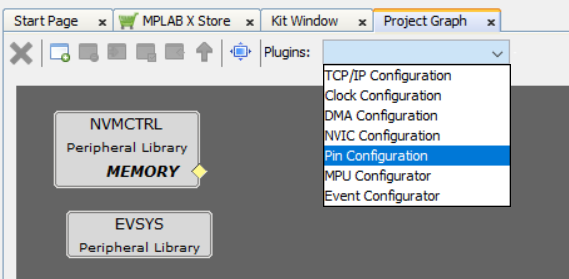 Start Page x MPLAB X Store x Kit Window x Project Graph x
Plugins:
TCP/IP Configuration
Clock Configuration
DMA Configuration
NVIC Configuration
Pin Configuration
MPU Configurator
Event Configurator
NVMCTRL
Peripheral Library
MEMORY
EVSYS
Peripheral Library